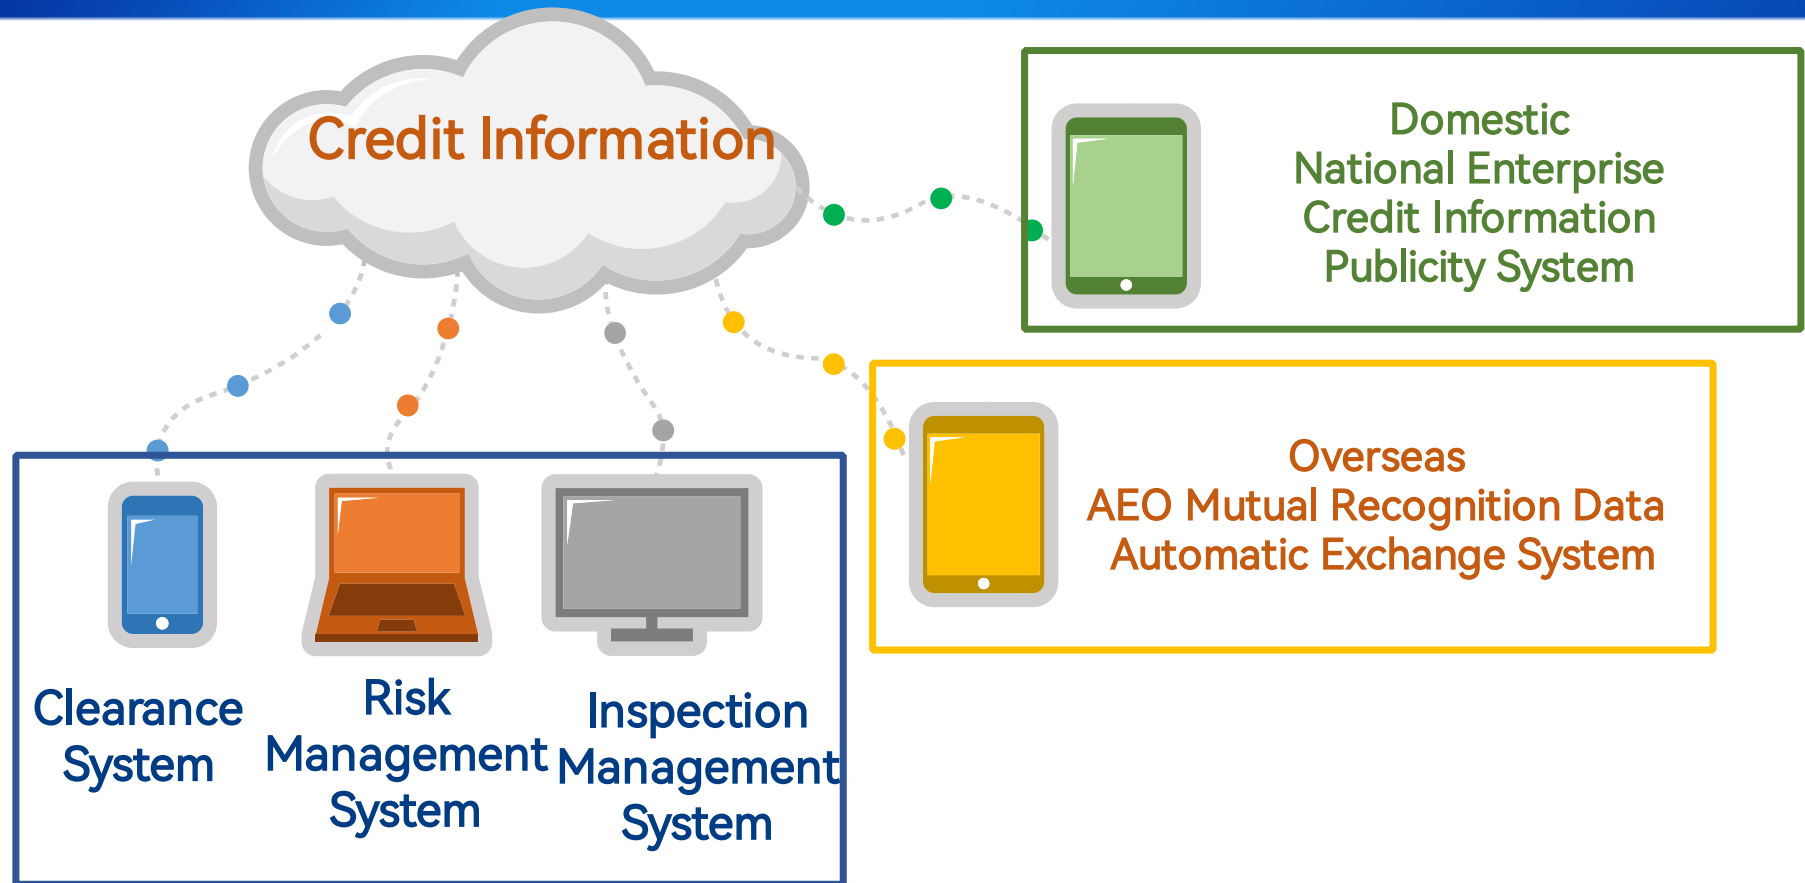 Credit Information
Domestic
National Enterprise
Credit Information
Publicity System
Overseas
AEO Mutual Recognition Data
Automatic Exchange System
Clearance
System
Risk
Management
System
Inspection
Management
System